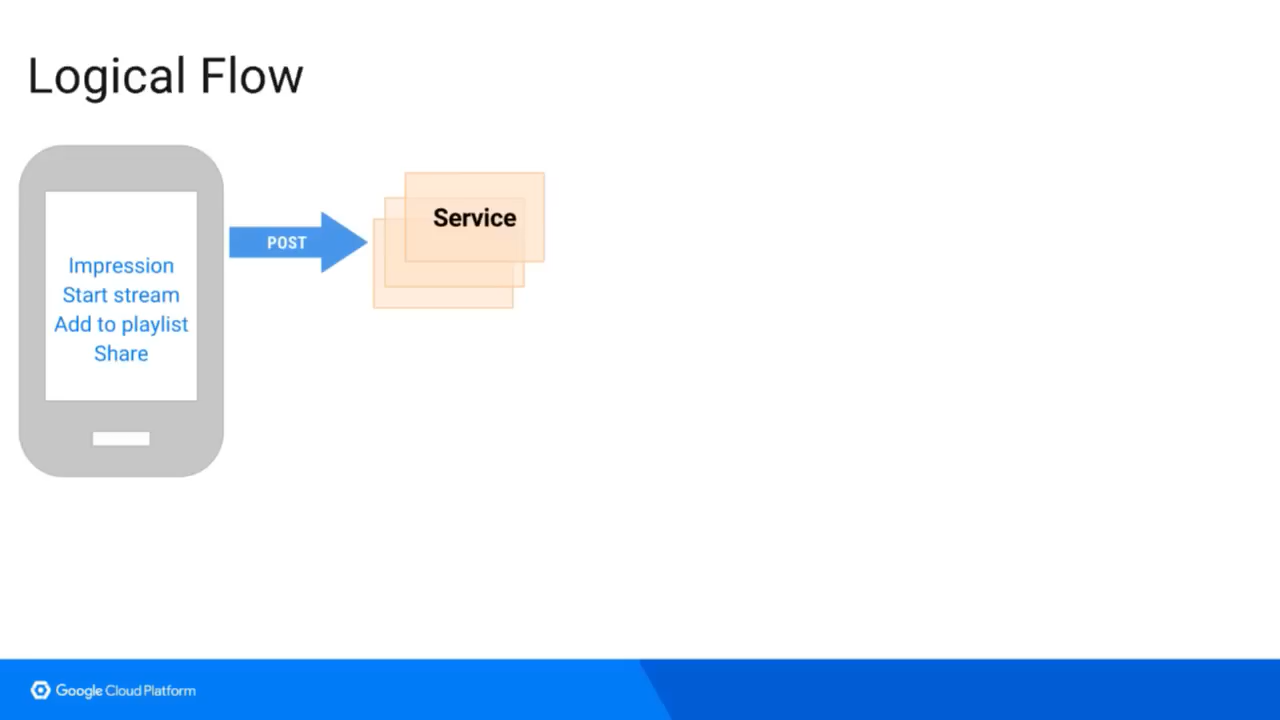 Logical Flow
POST
Service
Impression
Start stream
Add to playlist
Share
Google Cloud Platform